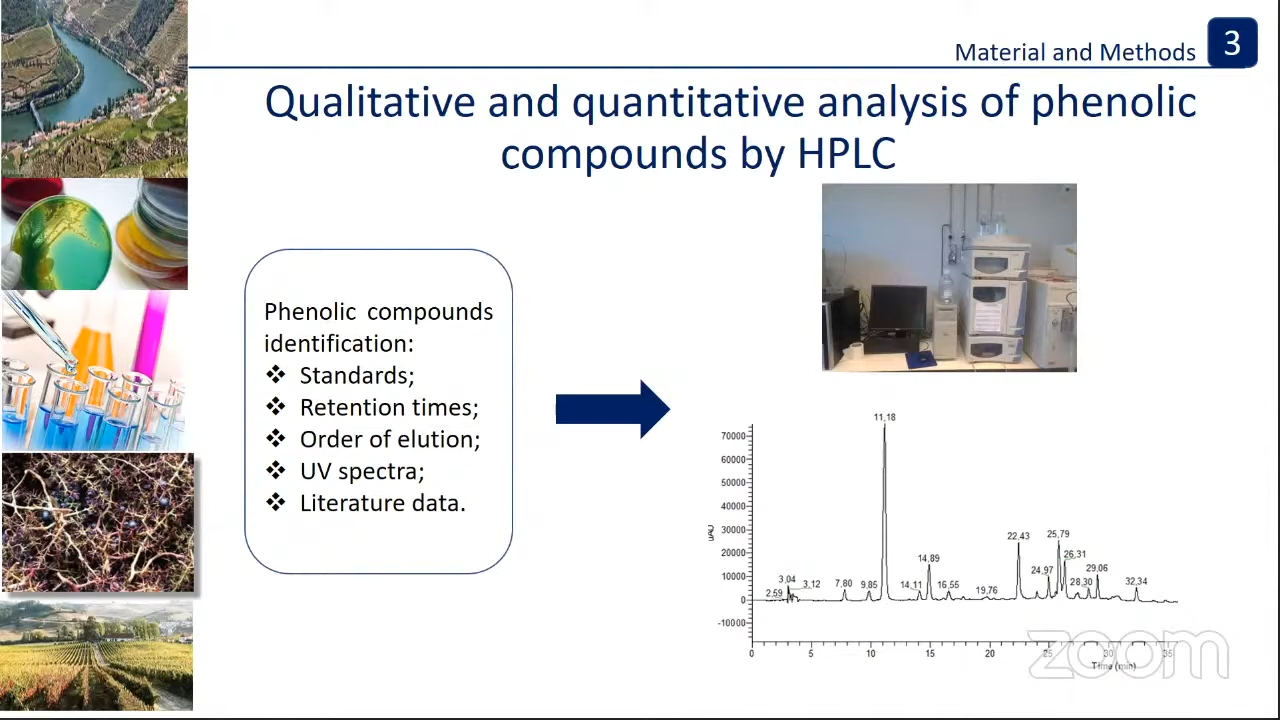 Material and Methods
3
Qualitative and quantitative analysis of phenolic
compounds by HPLC
Phenolic compounds
identification:
❖ Standards;
❖ Retention times;
❖ Order of elution;
❖ UV spectra;
❖ Literature data.
11,18
70000
60000
50000
40000
30000
20000
10000
0
-10000
uAU
2.59
3.04
3.12
7,80
9,85
14,11
14,89
16,55
19,76
22,43
24,97
25,79
26,31
28,30
29,06
32,34
0 5 10 15 20 25 30 35
Time (min)
zoom